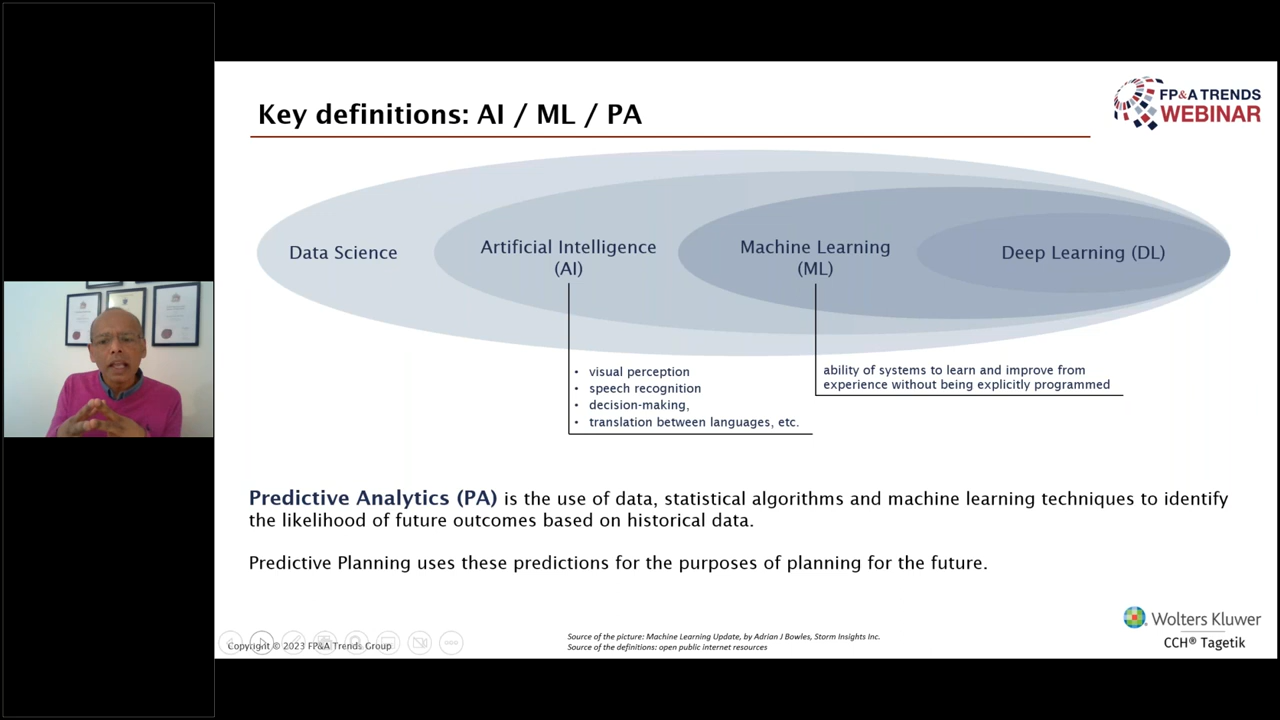 Key definitions: AI / ML / PA
FP&A TRENDS
WEBINAR
Data Science
Artificial Intelligence
(AI)
Machine Learning
(ML)
Deep Learning (DL)
• visual perception
• speech recognition
• decision-making,
• translation between languages, etc.
ability of systems to learn and improve from
experience without being explicitly programmed
Predictive Analytics (PA) is the use of data, statistical algorithms and machine learning techniques to identify
the likelihood of future outcomes based on historical data.
Predictive Planning uses these predictions for the purposes of planning for the future.
Copyright © 2023 FP&A Trends Group
Source of the picture: Machine Learning Update, by Adrian J Bowles, Storm Insights Inc.
Source of the definitions: open public internet resources
Wolters Kluwer
CCH® Tagetik